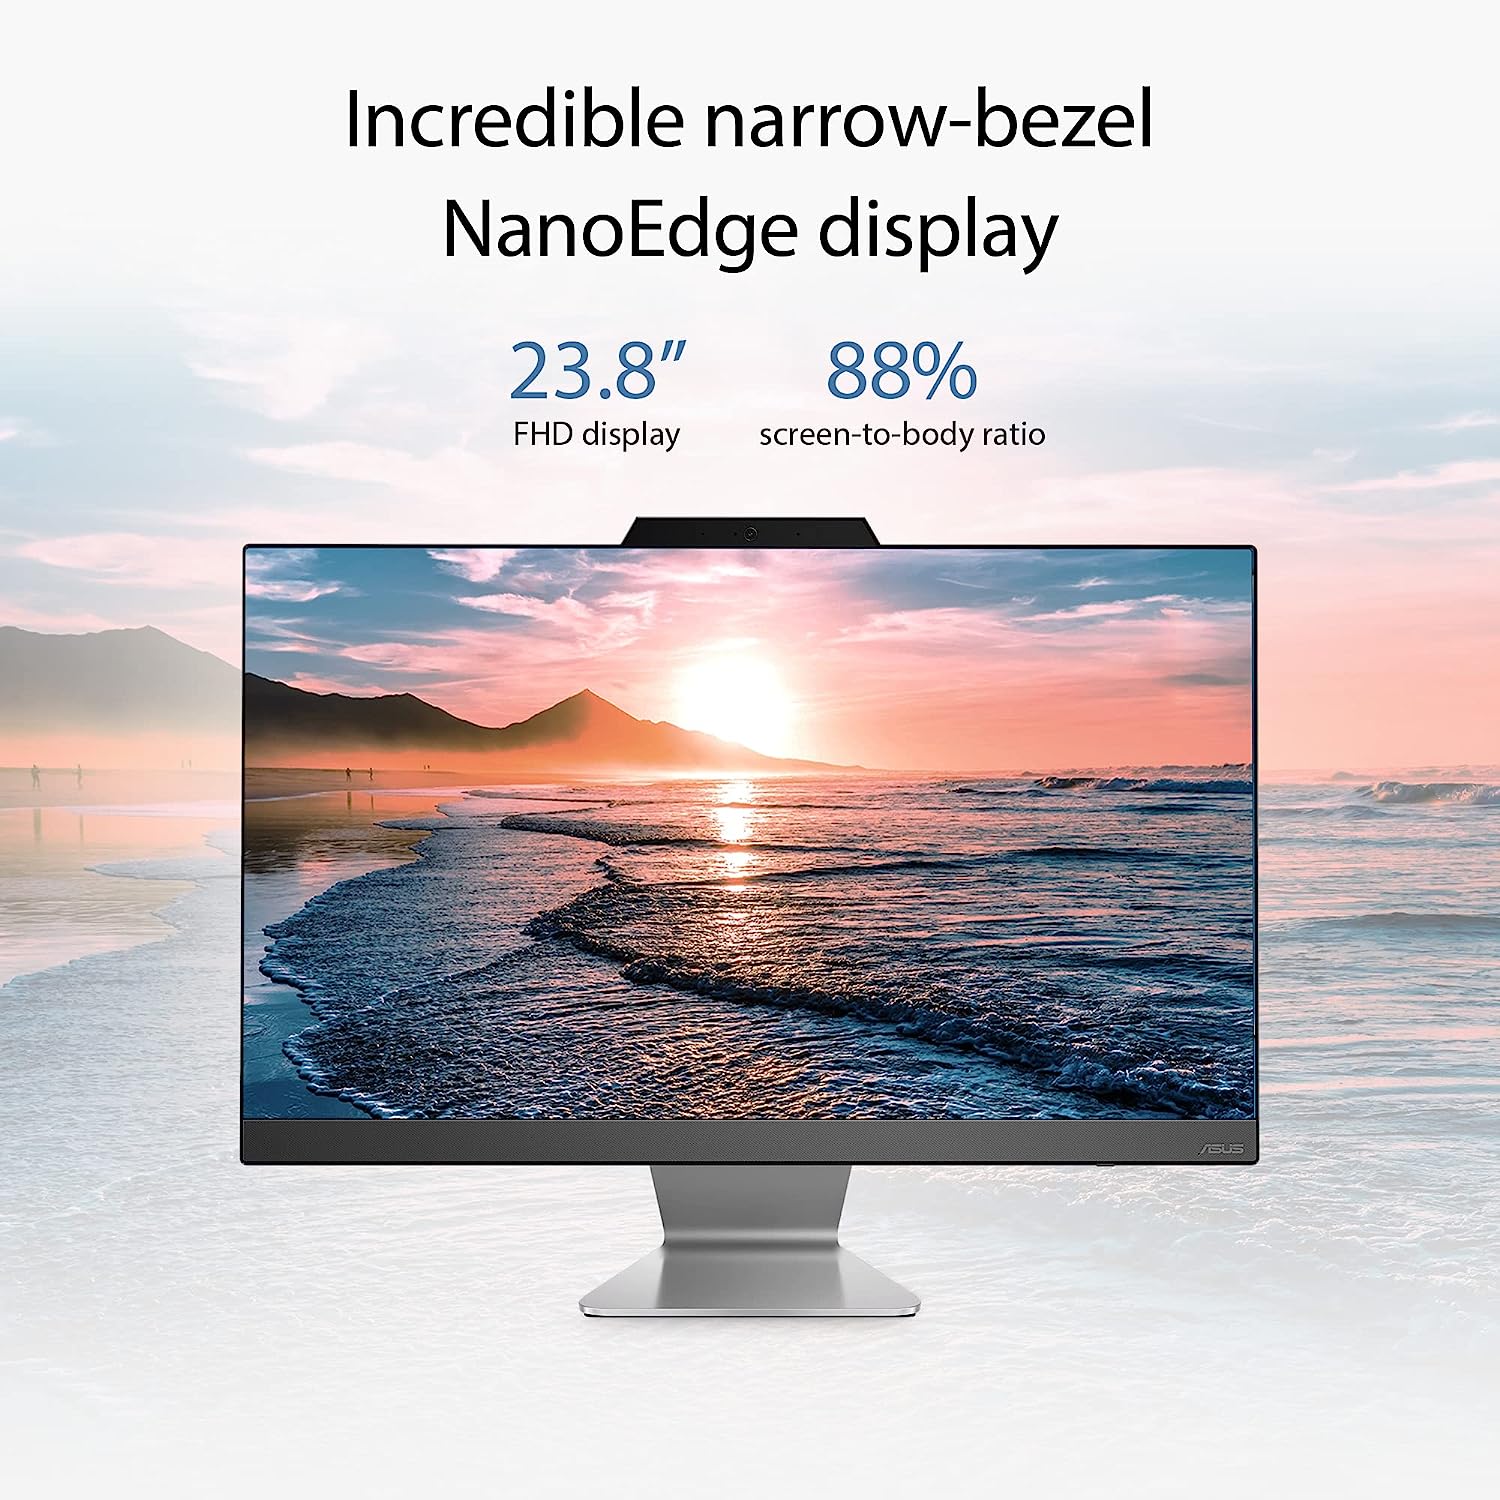 Incredible narrow-bezel
NanoEdge display
23.8” 88%
FHD display screen-to-body ratio
ASUS